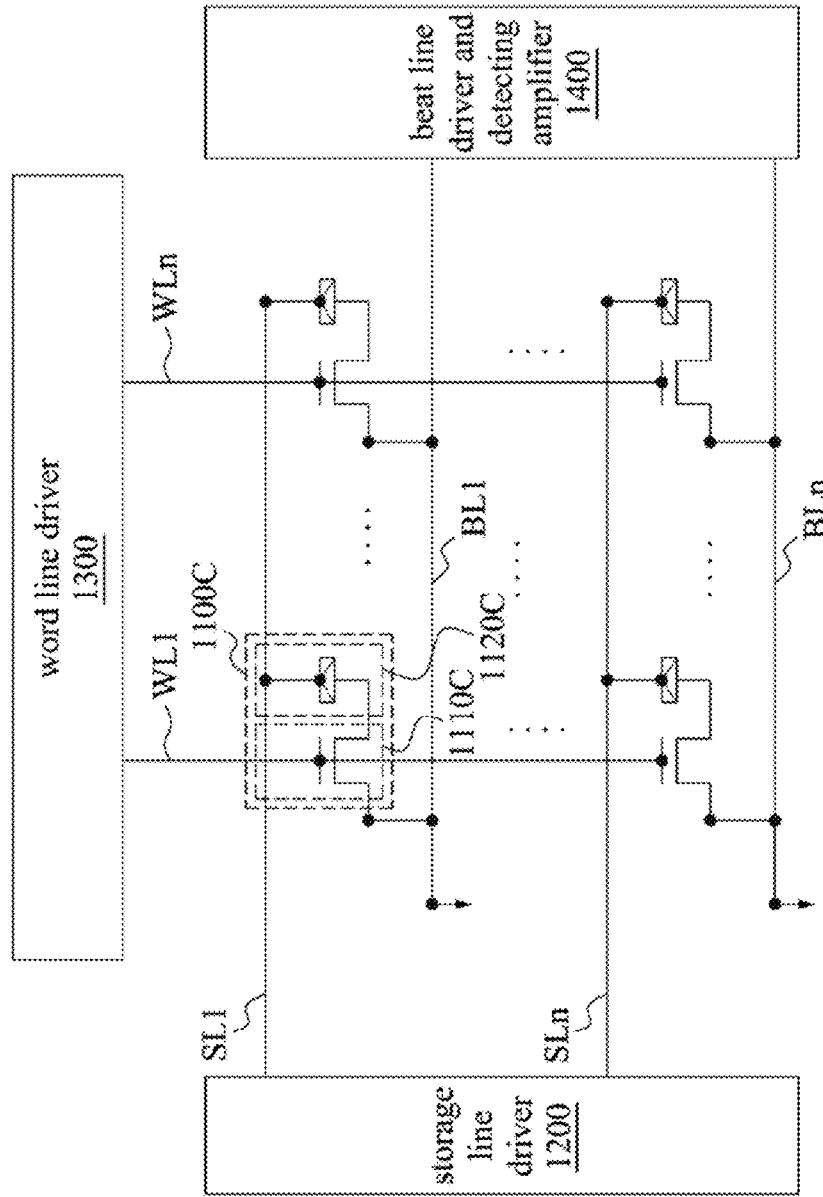 word line driver
1300
WL1
WLn
1100C
SL1
1120C
1110C
BL1
SLn
BLn
storage
line
driver
1200
beat line
driver and
detecting
amplifier
1400